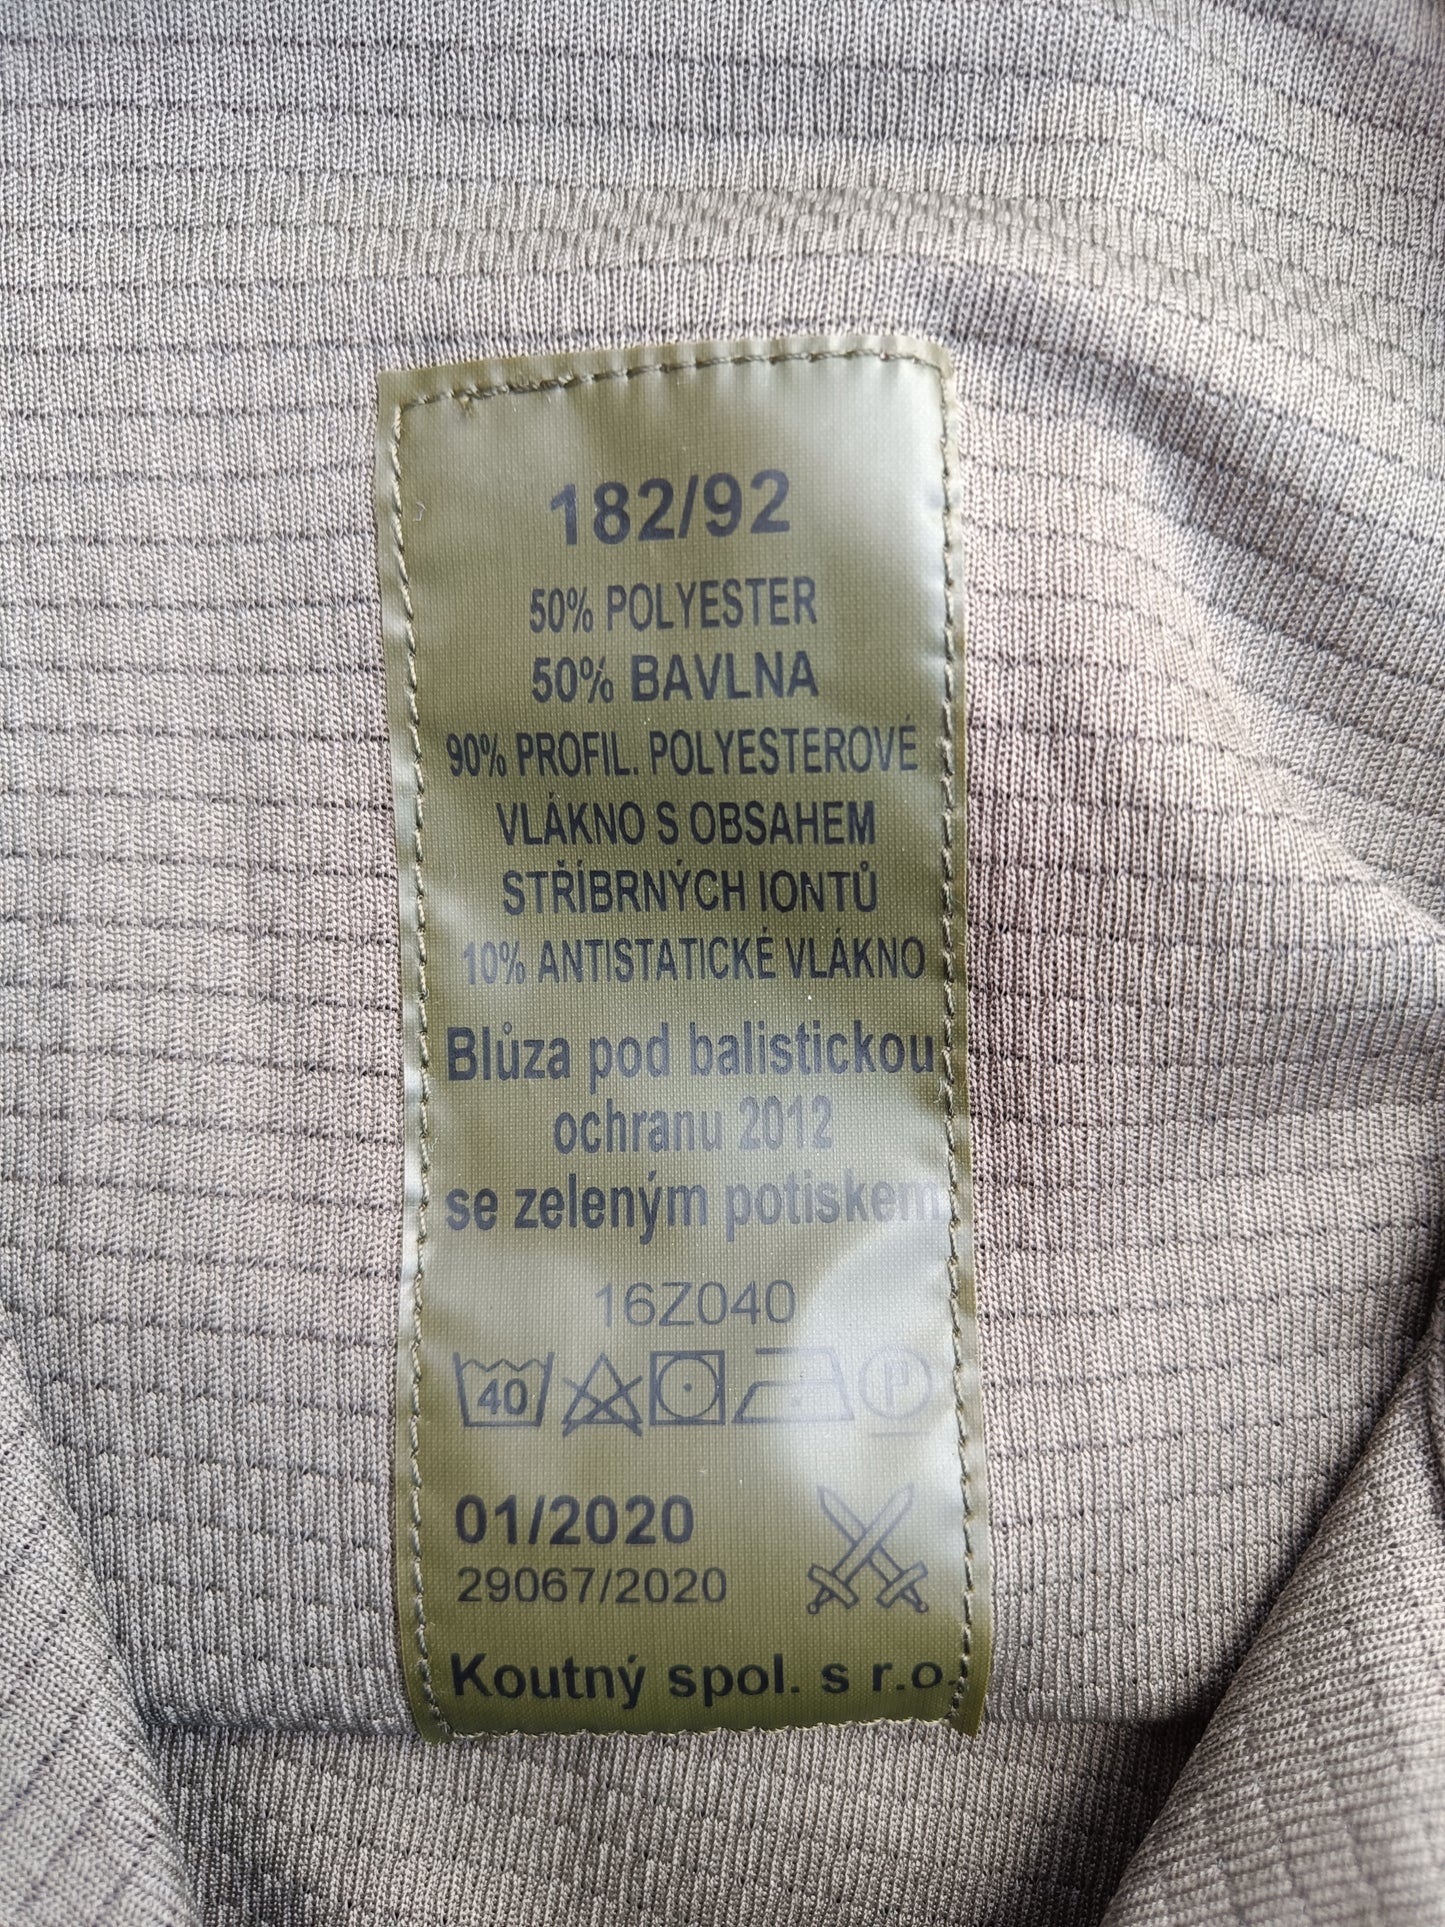 182/92
50% POLYESTER
50% BAVLNA
90% PROFIL. POLYESTEROVÉ
VLÁKNO S OBSAHEM
STŘÍBRNÝCH IONTŮ
10% ANTISTATICKÉ VLÁKNO
Blůza pod balistickou
ochranu 2012
se zeleným potiskem
16Z040
40 P
01/2020
29067/2020
Koutný spol. s r.o.